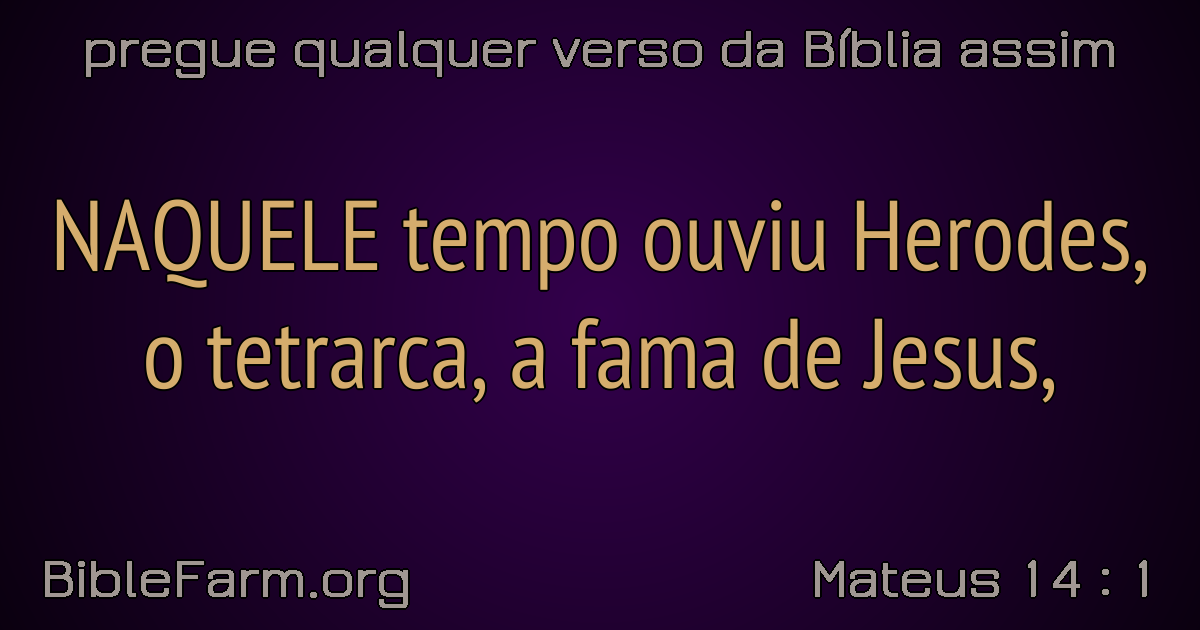 pregue qualquer verso da Bíblia assim
NAQUELE tempo ouviu Herodes,
o tetrarca, a fama de Jesus,
BibleFarm.org
Mateus 14 : 1